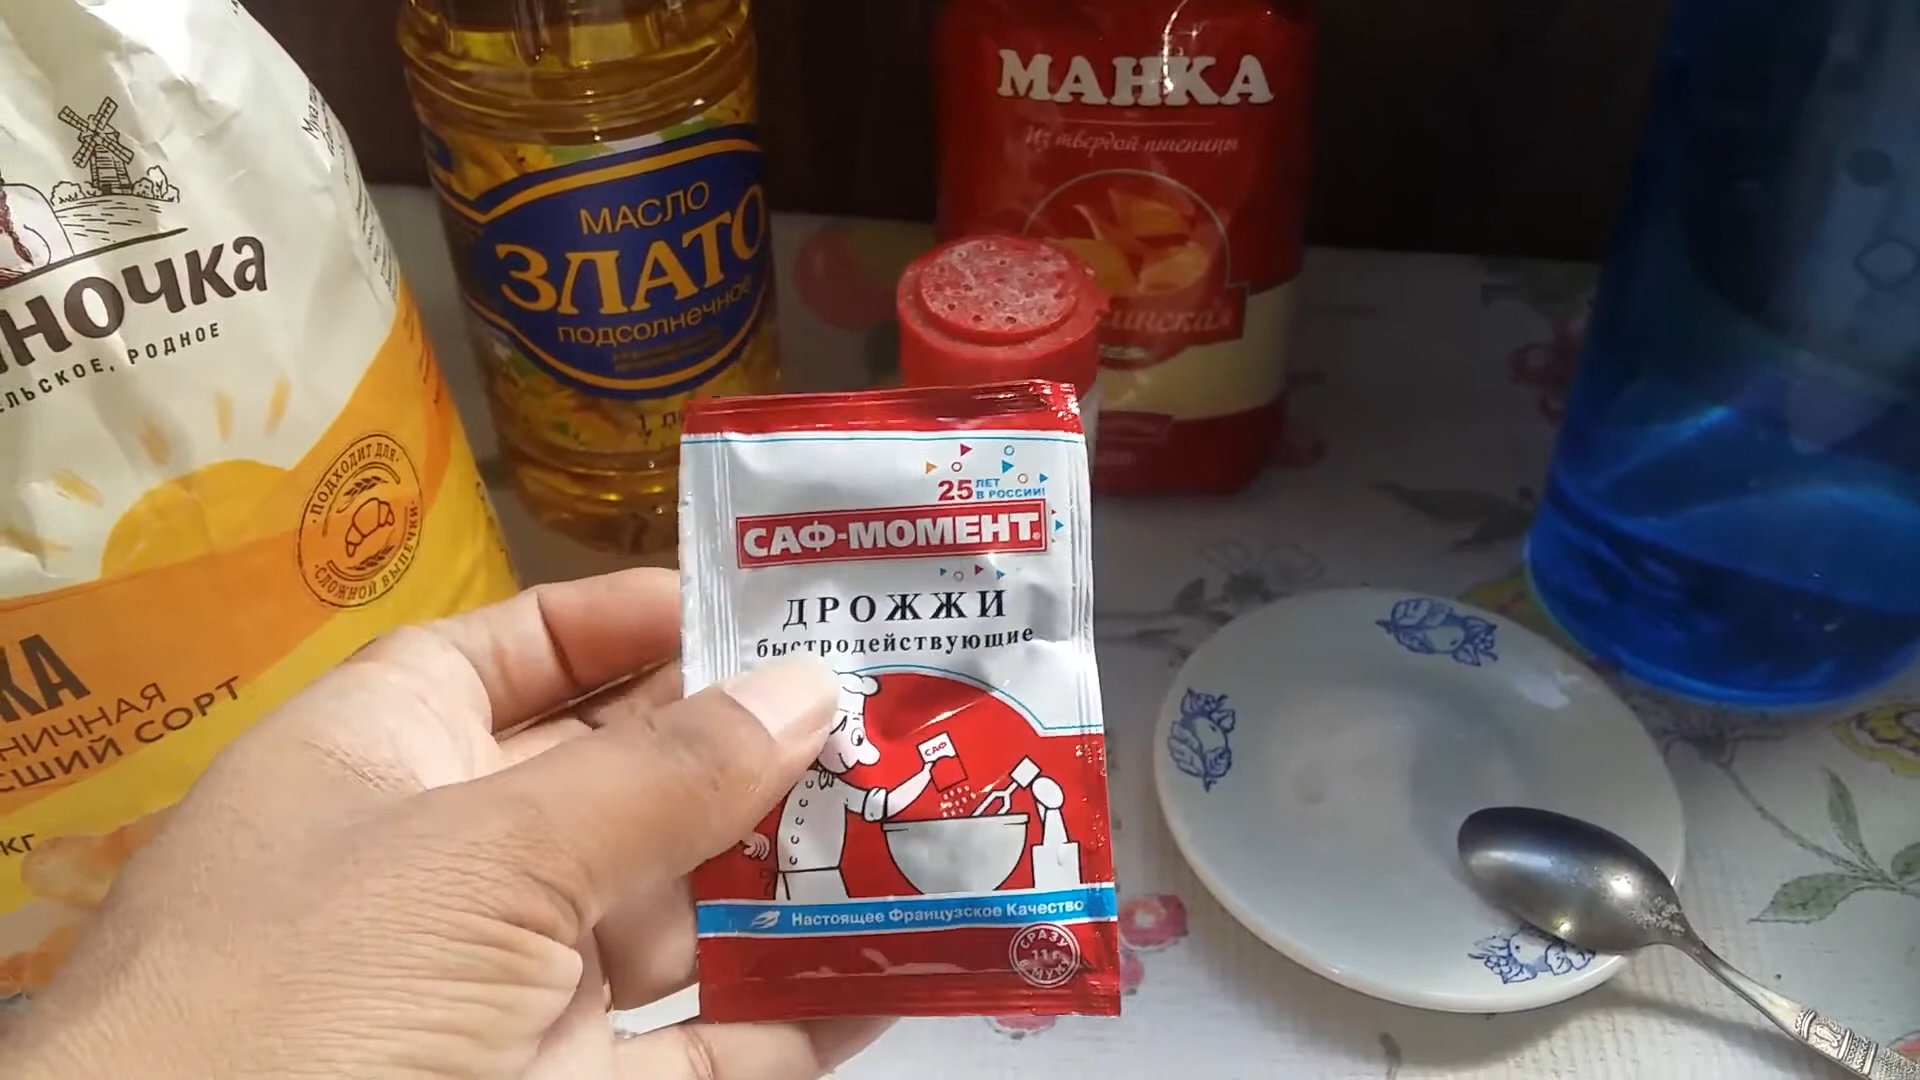 НОЧКА
РОДНОЕ
ПОДХОДИТ ДЛЯ
СЛОЖНОЙ ВЫПЕЧКИ
КА
НИЧНАЯ
СШИЙ СОРТ
КГ
МАСЛО
ЗЛАТО
подсолнечное
МАНКА
Из твердой пшеницы
инская
25 ЛЕТ
В РОССИИ!
САФ-МОМЕНТ®
ДРОЖЖИ
быстродействующие
САФ
Настоящее Французское Качество
СРАЗУ
11 г
В МУКУ